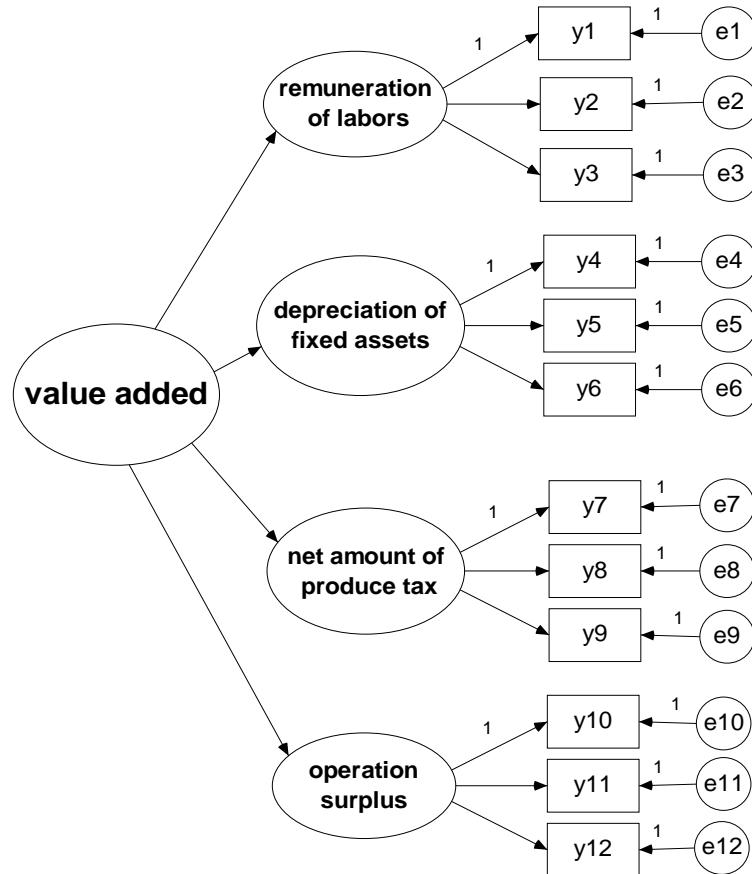 1
y1
1
e1
remuneration
of labors
y2
1
e2
y3
1
e3
1
y4
1
e4
depreciation of
fixed assets
y5
1
e5
y6
1
e6
value added
1
y7
1
e7
net amount of
produce tax
y8
1
e8
y9
1
e9
1
y10
1
e10
operation
surplus
y11
1
e11
y12
1
e12